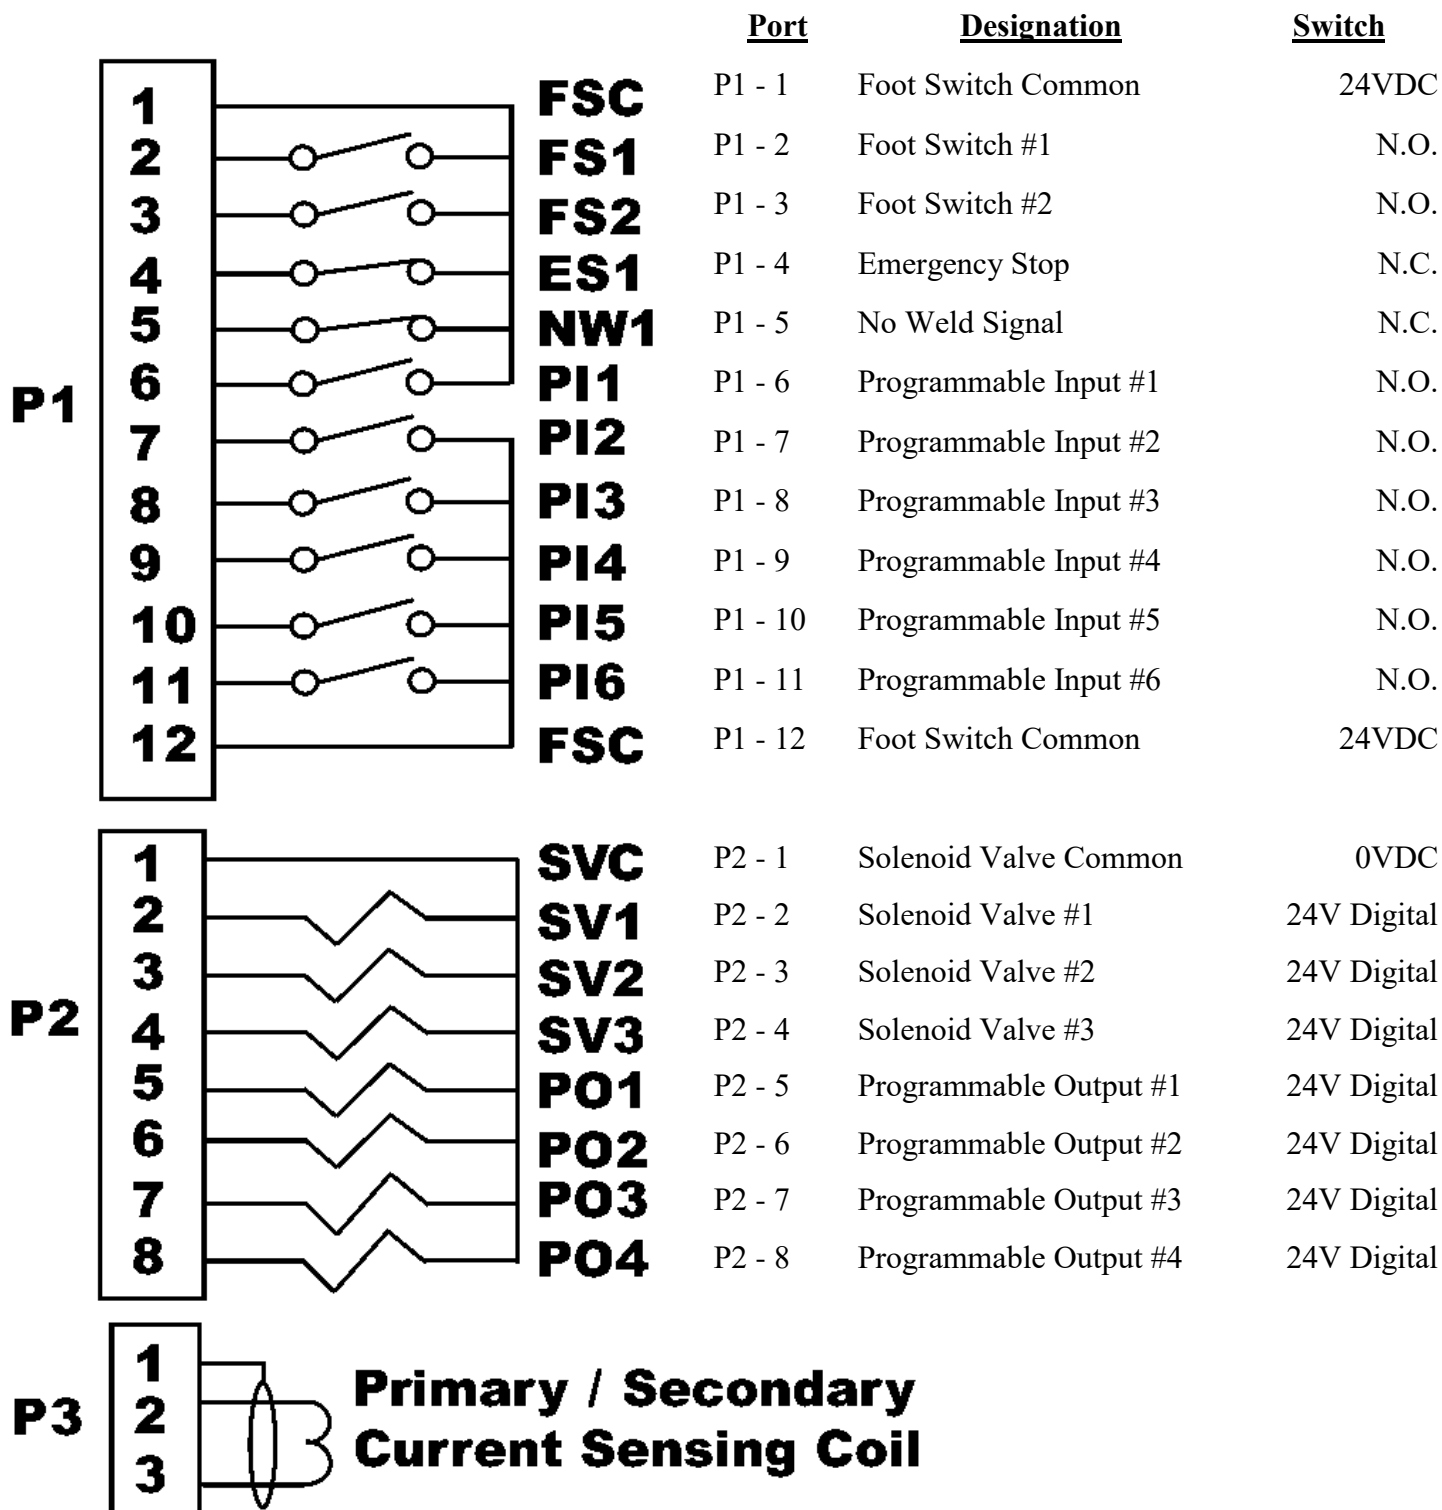 Port Designation Switch
1 FSC P1 - 1 Foot Switch Common 24VDC
2 FS1 P1 - 2 Foot Switch #1 N.O.
3 FS2 P1 - 3 Foot Switch #2 N.O.
4 ES1 P1 - 4 Emergency Stop N.C.
5 NW1 P1 - 5 No Weld Signal N.C.
6 PI1 P1 - 6 Programmable Input #1 N.O.
P1
7 PI2 P1 - 7 Programmable Input #2 N.O.
8 PI3 P1 - 8 Programmable Input #3 N.O.
9 PI4 P1 - 9 Programmable Input #4 N.O.
10 PI5 P1 - 10 Programmable Input #5 N.O.
11 PI6 P1 - 11 Programmable Input #6 N.O.
12 FSC P1 - 12 Foot Switch Common 24VDC
1 SVC P2 - 1 Solenoid Valve Common 0VDC
2 SV1 P2 - 2 Solenoid Valve #1 24V Digital
3 SV2 P2 - 3 Solenoid Valve #2 24V Digital
P2
4 SV3 P2 - 4 Solenoid Valve #3 24V Digital
5 PO1 P2 - 5 Programmable Output #1 24V Digital
6 PO2 P2 - 6 Programmable Output #2 24V Digital
7 PO3 P2 - 7 Programmable Output #3 24V Digital
8 PO4 P2 - 8 Programmable Output #4 24V Digital
1
Primary / Secondary
P3 2
Current Sensing Coil
3